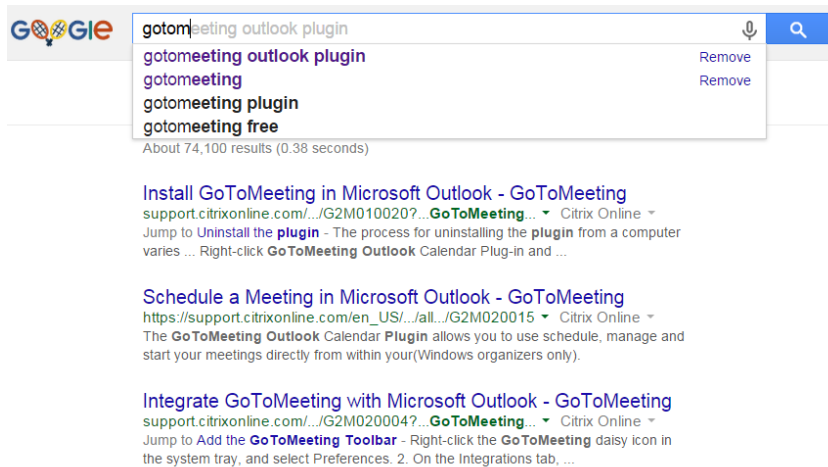 Google
gotomeeting outlook plugin
gotomeeting outlook plugin Remove
gotomeeting Remove
gotomeeting plugin
gotomeeting free
About 74,100 results (0.38 seconds)
Install GoToMeeting in Microsoft Outlook - GoToMeeting
support.citrixonline.com/.../G2M010020?...GoToMeeting... Citrix Online
Jump to Uninstall the plugin - The process for uninstalling the plugin from a computer
varies ... Right-click GoToMeeting Outlook Calendar Plug-in and ...
Schedule a Meeting in Microsoft Outlook - GoToMeeting
https://support.citrixonline.com/en_US/.../all.../G2M020015 Citrix Online
The GoToMeeting Outlook Calendar Plugin allows you to use schedule, manage and
start your meetings directly from within your(Windows organizers only).
Integrate GoToMeeting with Microsoft Outlook - GoToMeeting
support.citrixonline.com/.../G2M020004?...GoToMeeting... Citrix Online
Jump to Add the GoToMeeting Toolbar - Right-click the GoToMeeting daisy icon in
the system tray, and select Preferences. 2. On the Integrations tab, ...